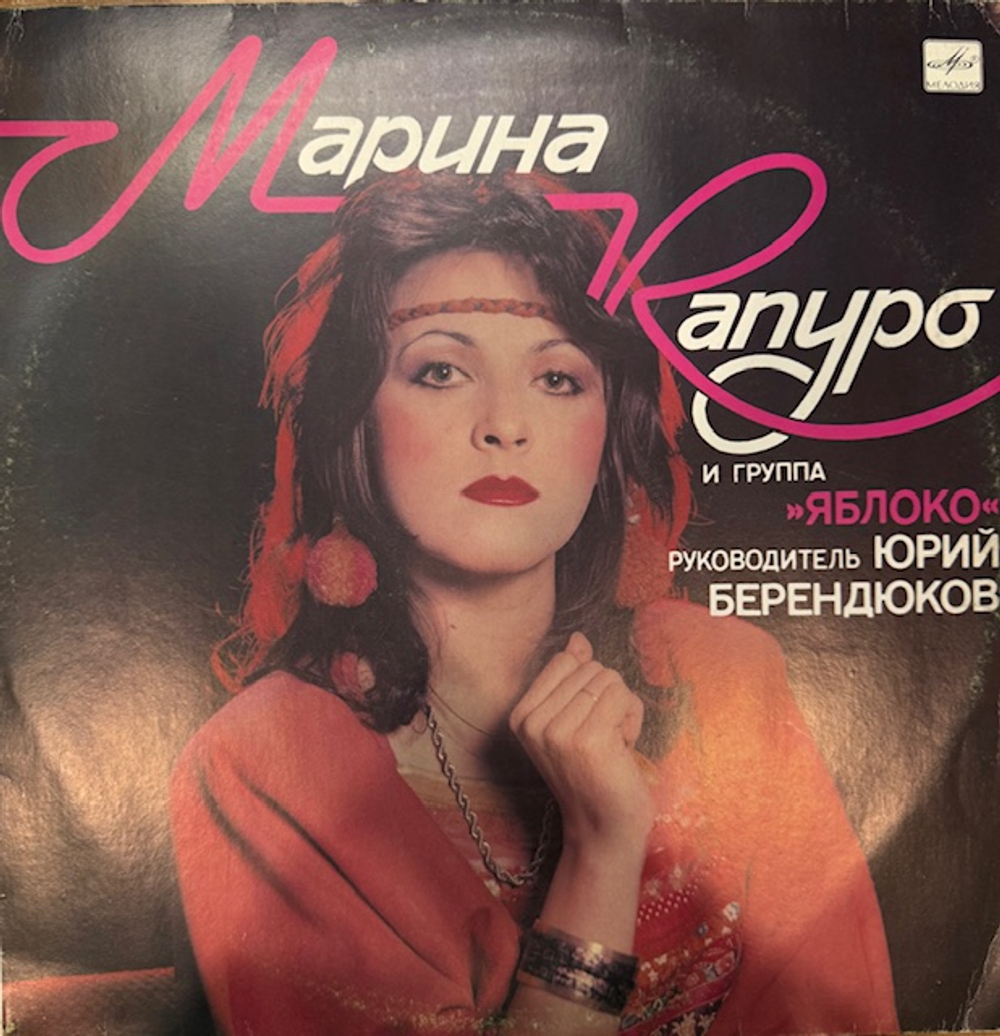 Марина
Капуро
и группа
»ЯБЛОКО«
руководитель ЮРИЙ
БЕРЕНДЮКОВ
МЕЛОДИЯ